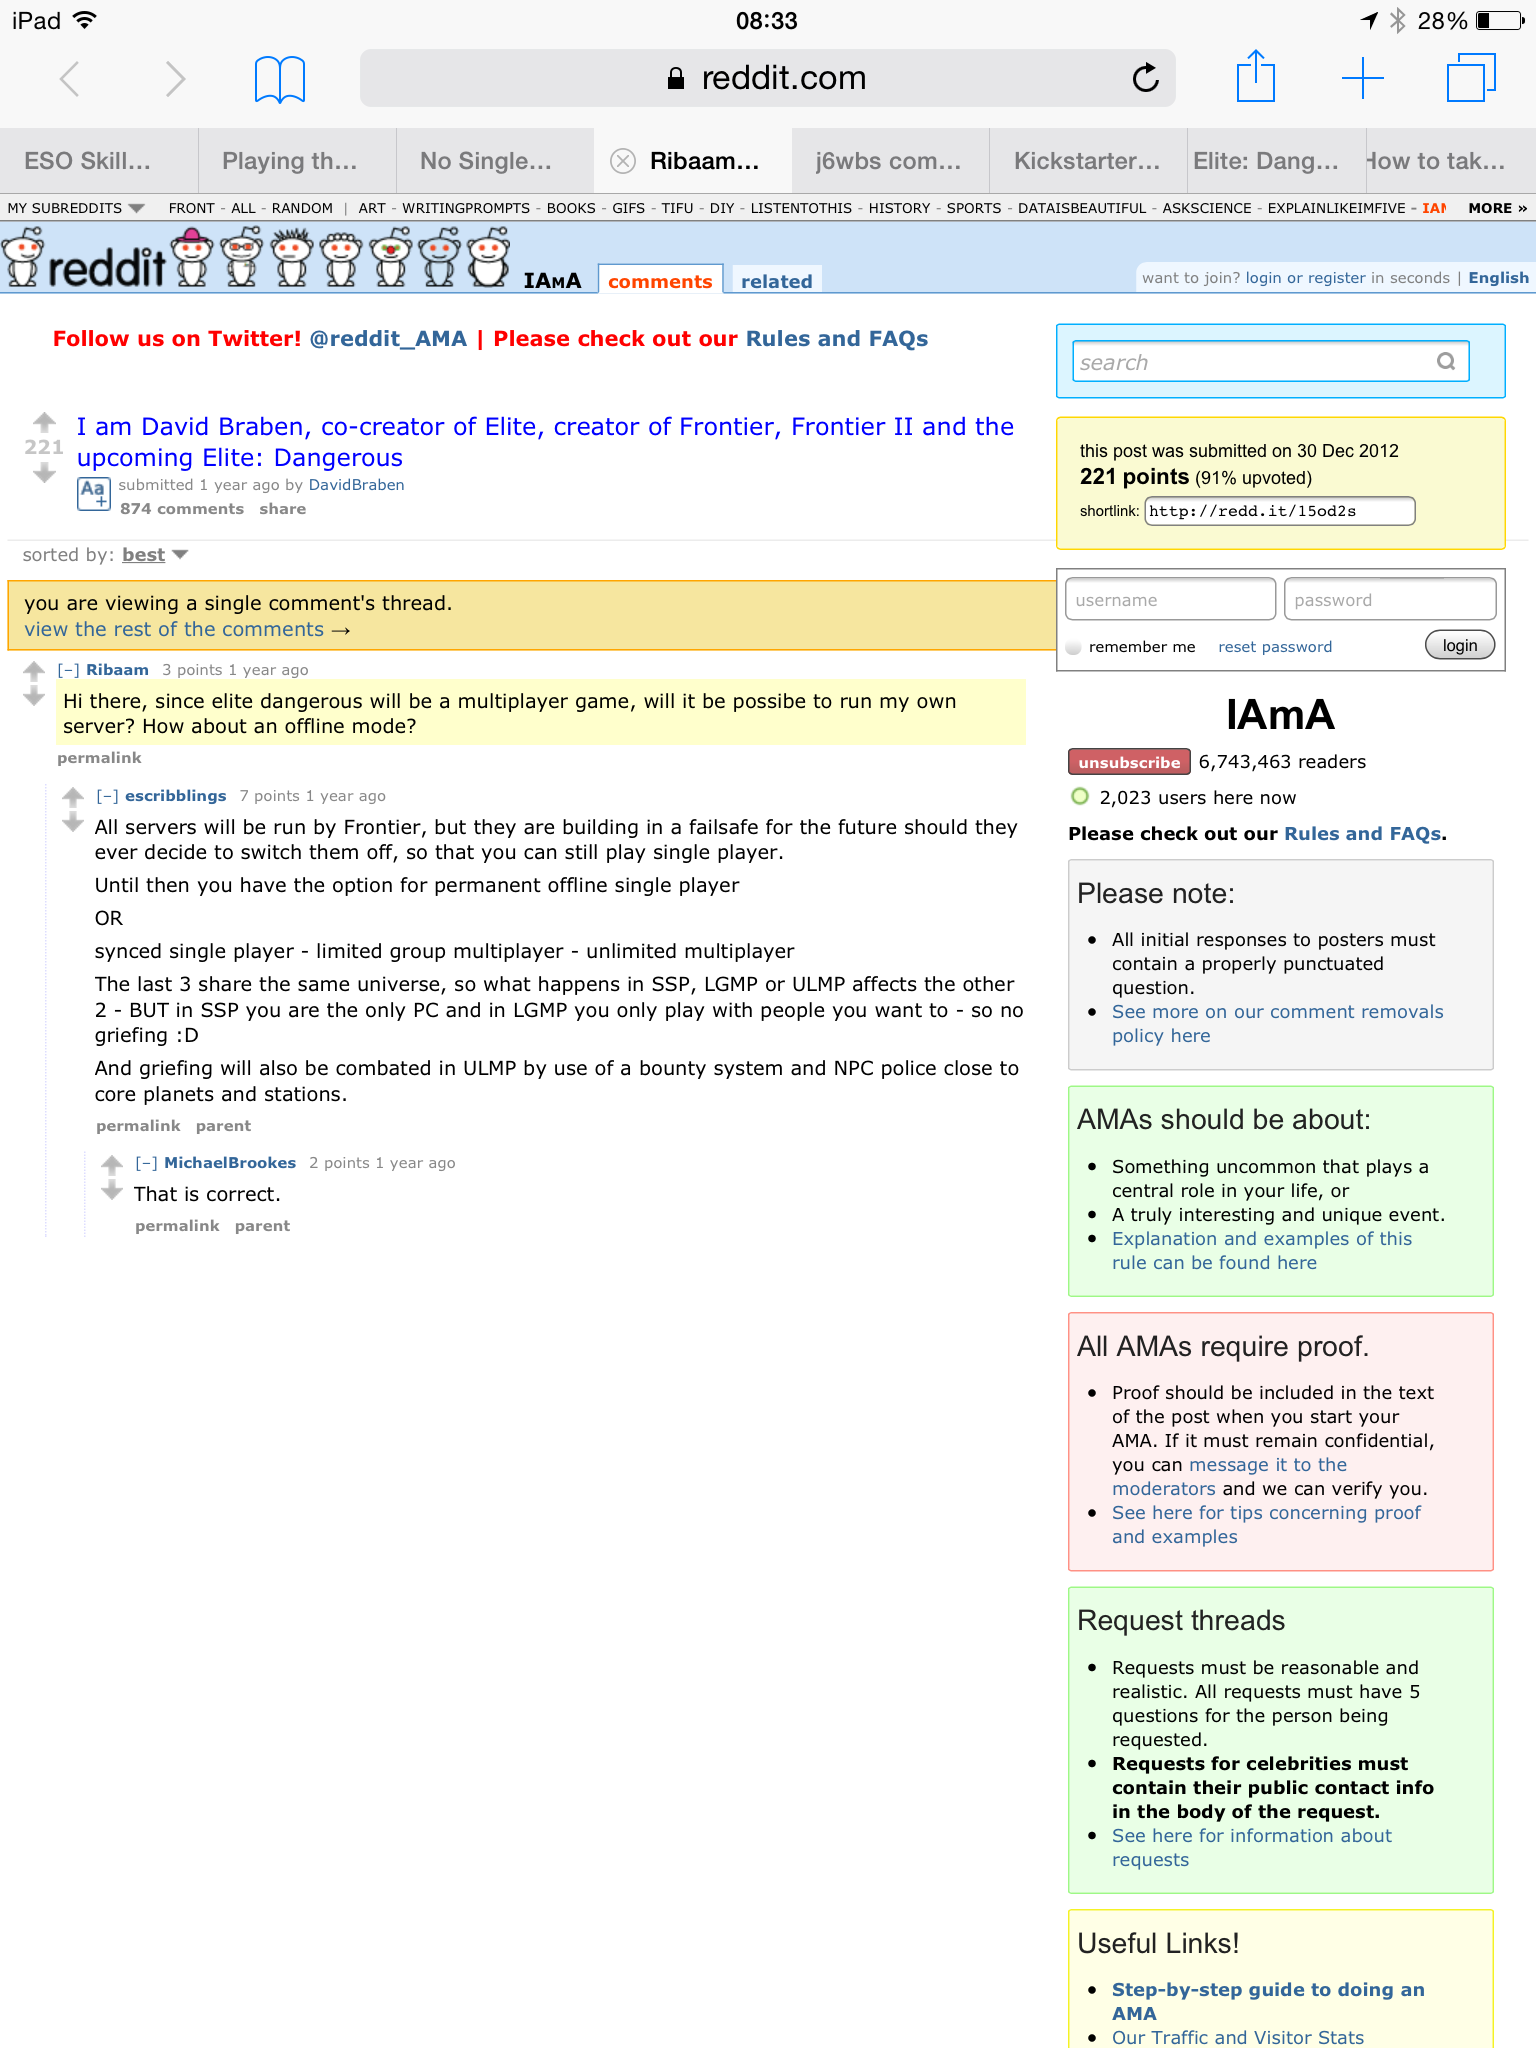 iPad
08:33
28%
reddit.com
ESO Skill...
Playing th...
No Single...
Ribaam...
j6wbs com...
Kickstarter...
Elite: Dang...
How to tak...
MY SUBREDDITS
FRONT - ALL - RANDOM | ART - WRITINGPROMPTS - BOOKS - GIFS - TIFU - DIY - LISTENTOTHIS - HISTORY - SPORTS - DATAISBEAUTIFUL - ASKSCIENCE - EXPLAINLIKEIMFIVE -
MORE »
reddit
IAMA
comments
related
want to join? login or register in seconds | English
Follow us on Twitter! @reddit_AMA | Please check out our Rules and FAQs
221
I am David Braben, co-creator of Elite, creator of Frontier, Frontier II and the
upcoming Elite: Dangerous
Aa+
submitted 1 year ago by DavidBraben
874 comments share
sorted by: best
you are viewing a single comment's thread.
view the rest of the comments →
[–] Ribaam 3 points 1 year ago
Hi there, since elite dangerous will be a multiplayer game, will it be possibe to run my own
server? How about an offline mode?
permalink
[–] escribblings 7 points 1 year ago
All servers will be run by Frontier, but they are building in a failsafe for the future should they
ever decide to switch them off, so that you can still play single player.
Until then you have the option for permanent offline single player
OR
synced single player - limited group multiplayer - unlimited multiplayer
The last 3 share the same universe, so what happens in SSP, LGMP or ULMP affects the other
2 - BUT in SSP you are the only PC and in LGMP you only play with people you want to - so no
griefing :D
And griefing will also be combated in ULMP by use of a bounty system and NPC police close to
core planets and stations.
permalink parent
[–] MichaelBrookes 2 points 1 year ago
That is correct.
permalink parent
search
this post was submitted on 30 Dec 2012
221 points (91% upvoted)
shortlink: http://redd.it/15od2s
username
password
remember me
reset password
login
IAmA
unsubscribe 6,743,463 readers
2,023 users here now
Please check out our Rules and FAQs.
Please note:
• All initial responses to posters must
contain a properly punctuated
question.
• See more on our comment removals
policy here
AMAs should be about:
• Something uncommon that plays a
central role in your life, or
• A truly interesting and unique event.
• Explanation and examples of this
rule can be found here
All AMAs require proof.
• Proof should be included in the text
of the post when you start your
AMA. If it must remain confidential,
you can message it to the
moderators and we can verify you.
• See here for tips concerning proof
and examples
Request threads
• Requests must be reasonable and
realistic. All requests must have 5
questions for the person being
requested.
• Requests for celebrities must
contain their public contact info
in the body of the request.
• See here for information about
requests
Useful Links!
• Step-by-step guide to doing an
AMA
• Our Traffic and Visitor Stats